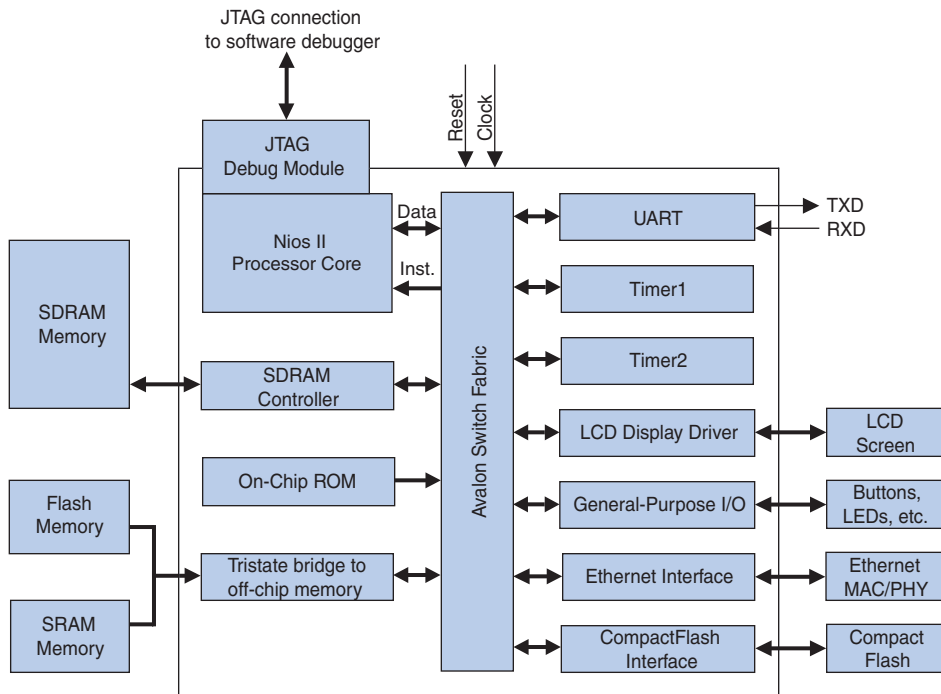 JTAG connection
to software debugger
Reset
Clock
JTAG
Debug Module
Nios II
Processor Core
Data
Inst.
Avalon Switch Fabric
UART
TXD
RXD
Timer1
Timer2
SDRAM
Memory
SDRAM
Controller
LCD Display Driver
LCD
Screen
On-Chip ROM
General-Purpose I/O
Buttons,
LEDs, etc.
Flash
Memory
Tristate bridge to
off-chip memory
Ethernet Interface
Ethernet
MAC/PHY
SRAM
Memory
CompactFlash
Interface
Compact
Flash